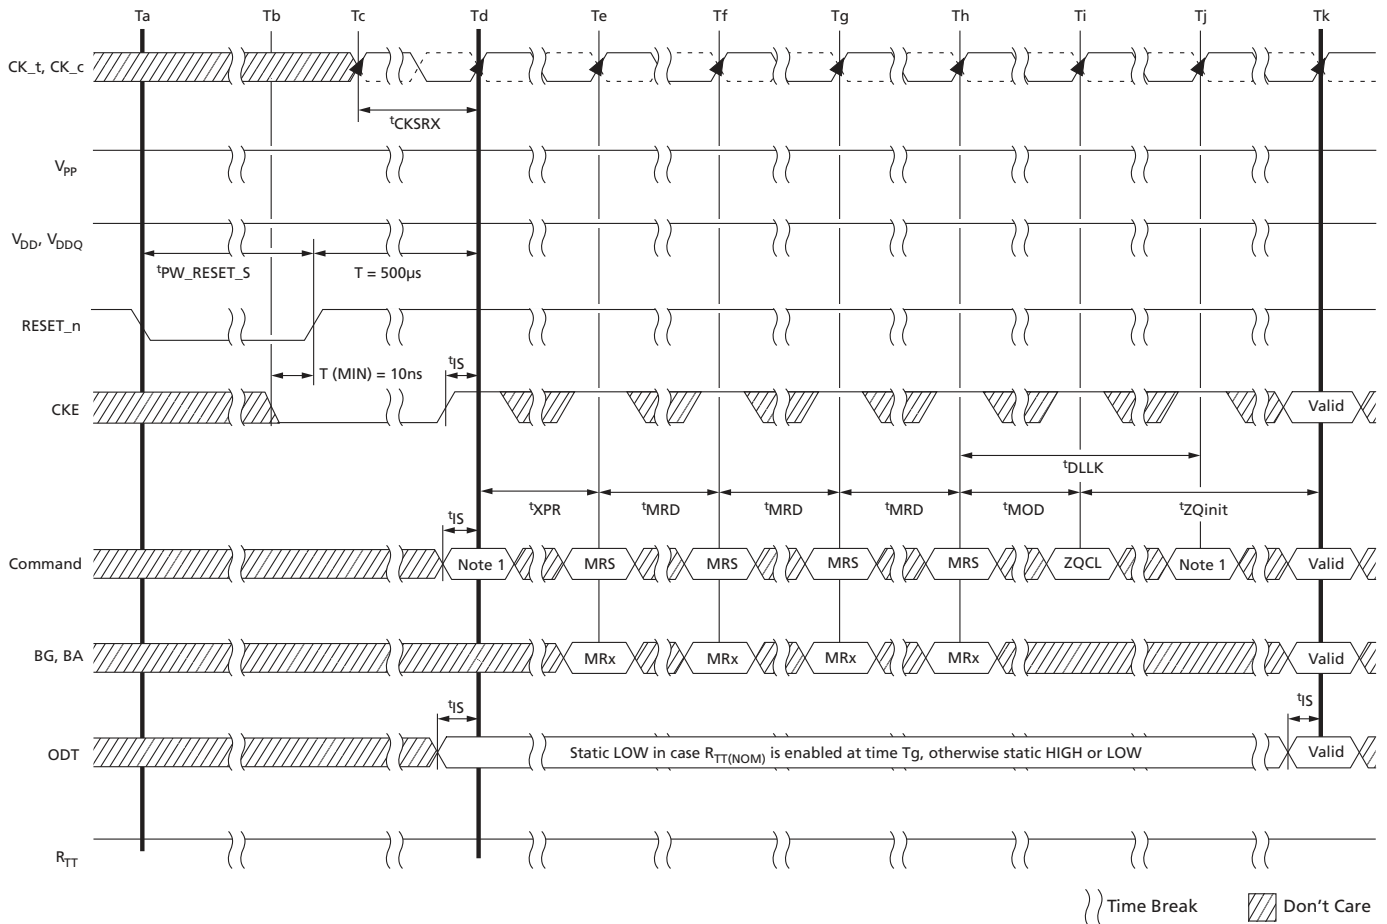 Ta Tb Tc Td Te Tf Tg Th Ti Tj Tk
CK_t, CK_c
tCKSRX
VPP
VDD, VDDQ
tPW_RESET_S T = 500μs
RESET_n
T (MIN) = 10ns tIS
CKE Valid
tDLLK
tXPR tMRD tMRD tMRD tMOD tZQinit
tIS
Command Note 1 MRS MRS MRS MRS ZQCL Note 1 Valid
BG, BA MRx MRx MRx MRx Valid
tIS tIS
ODT Static LOW in case RTT(NOM) is enabled at time Tg, otherwise static HIGH or LOW Valid
RTT
Time Break Don't Care